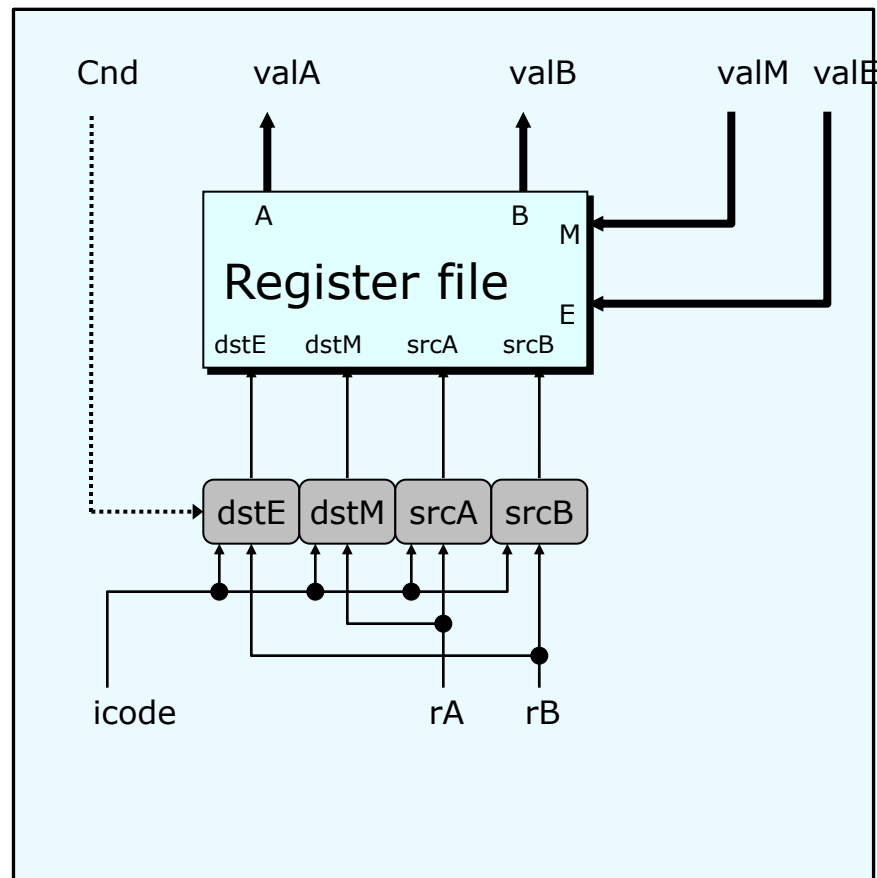 Cnd valA valB valM valE
A B
M
Register file
E
dstE dstM srcA srcB
dstE dstM srcA srcB
icode rA rB